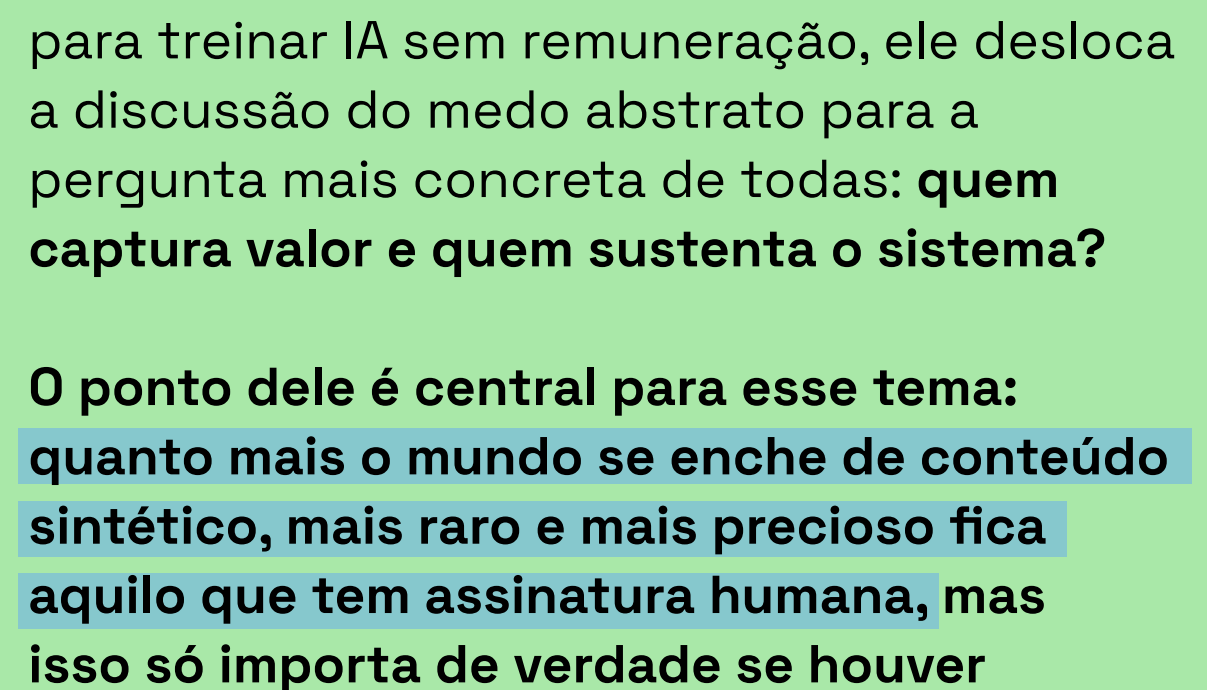 para treinar IA sem remuneração, ele desloca
a discussão do medo abstrato para a
pergunta mais concreta de todas: quem
captura valor e quem sustenta o sistema?
O ponto dele é central para esse tema:
quanto mais o mundo se enche de conteúdo
sintético, mais raro e mais precioso fica
aquilo que tem assinatura humana, mas
isso só importa de verdade se houver